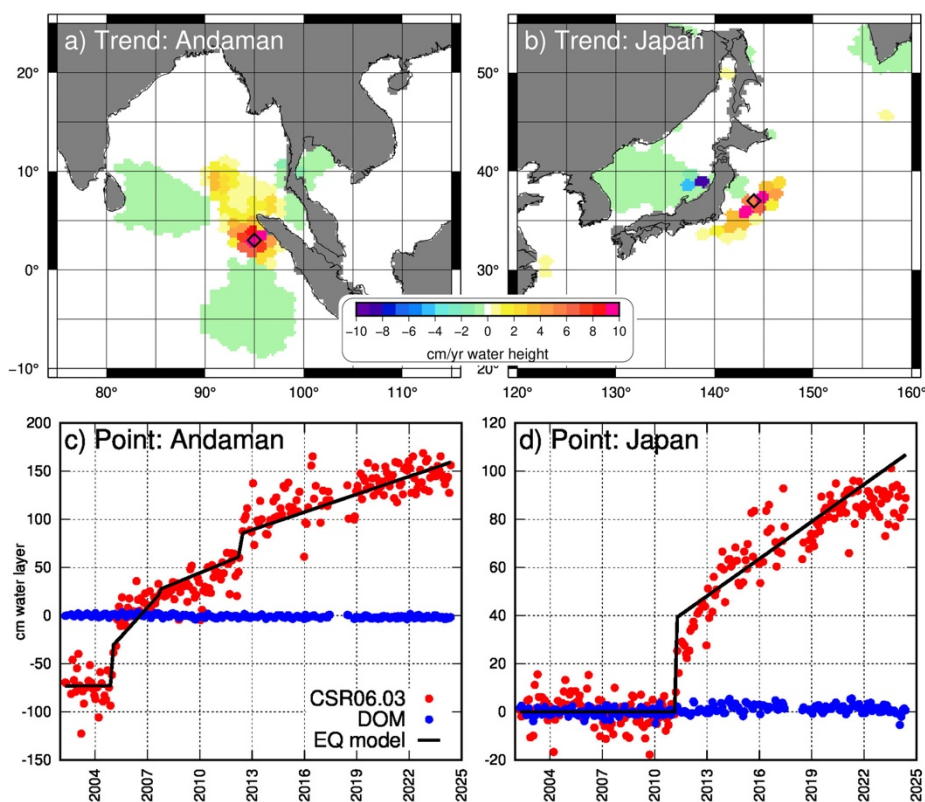 a) Trend: Andaman
b) Trend: Japan
20°
10°
0°
−10°
80° 90° 100° 110°
50°
40°
30°
20°
120° 130° 140° 150° 160°
−10 −8 −6 −4 −2 0 2 4 6 8 10
cm/yr water height
c) Point: Andaman
d) Point: Japan
cm water layer
200
150
100
50
0
-50
-100
-150
CSR06.03
DOM
EQ model
2004 2007 2010 2013 2016 2019 2022 2025
120
100
80
60
40
20
0
-20
2004 2007 2010 2013 2016 2019 2022 2025